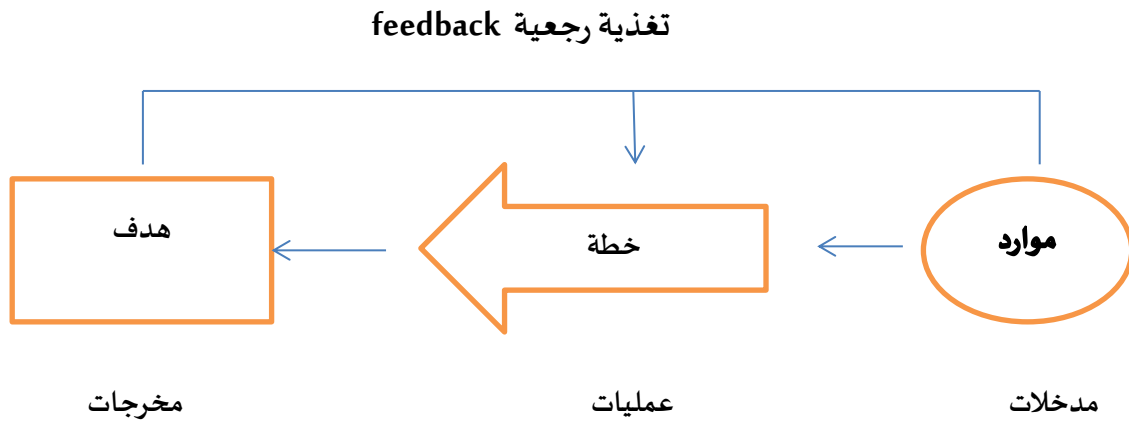 تغذية رجعية feedback
موارد
خطة
هدف
مدخلات
عمليات
مخرجات